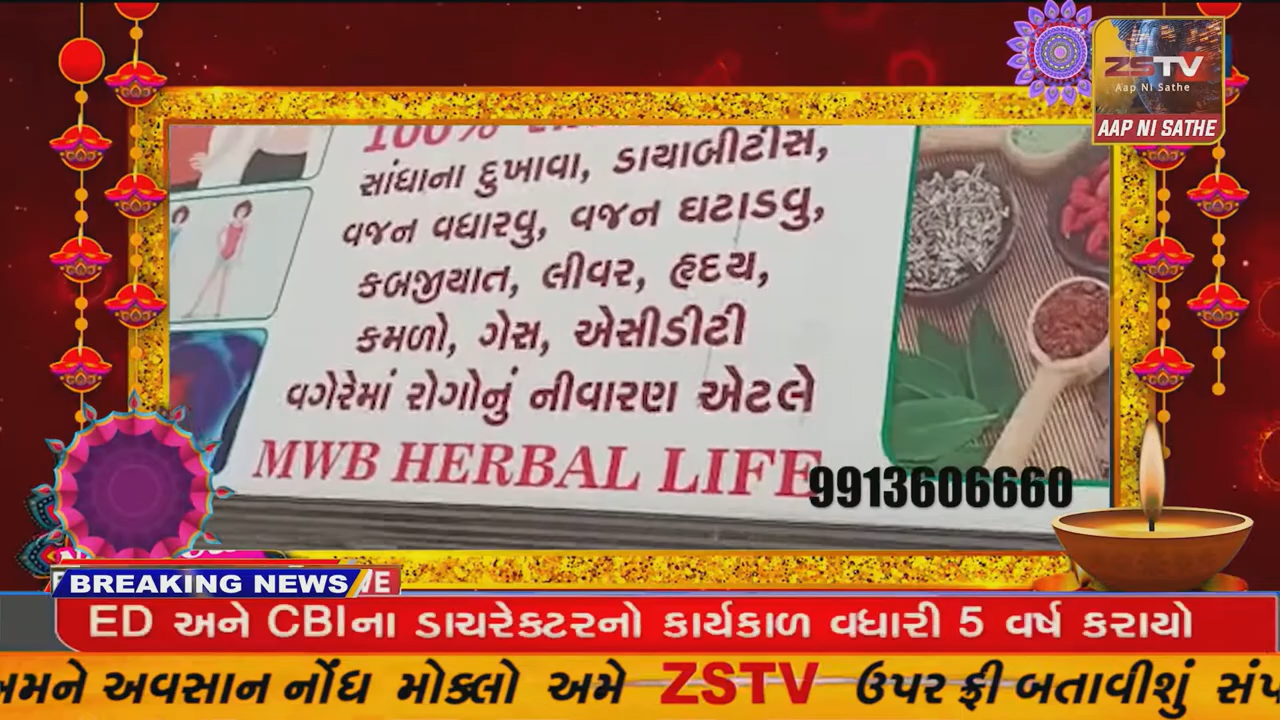 ZSTV
Aap Ni Sathe
AAP NI SATHE
100%
સાંધાના દુખાવા, ડાયાબીટીસ,
વજન વધારવુ, વજન ઘટાડવુ,
કબજીયાત, લીવર, હૃદય,
કમળો, ગેસ, એસીડીટી
વગેરેમાં રોગોનું નીવારણ એટલે
MWB HERBAL LIFE
9913606660
BREAKING NEWS
ED અને CBIના ડાયરેક્ટરનો કાર્યકાળ વધારી 5 વર્ષ કરાયો
અમને અવસાન નોંધ મોક્લો અમે ZSTV ઉપર ફ્રી બતાવીશું